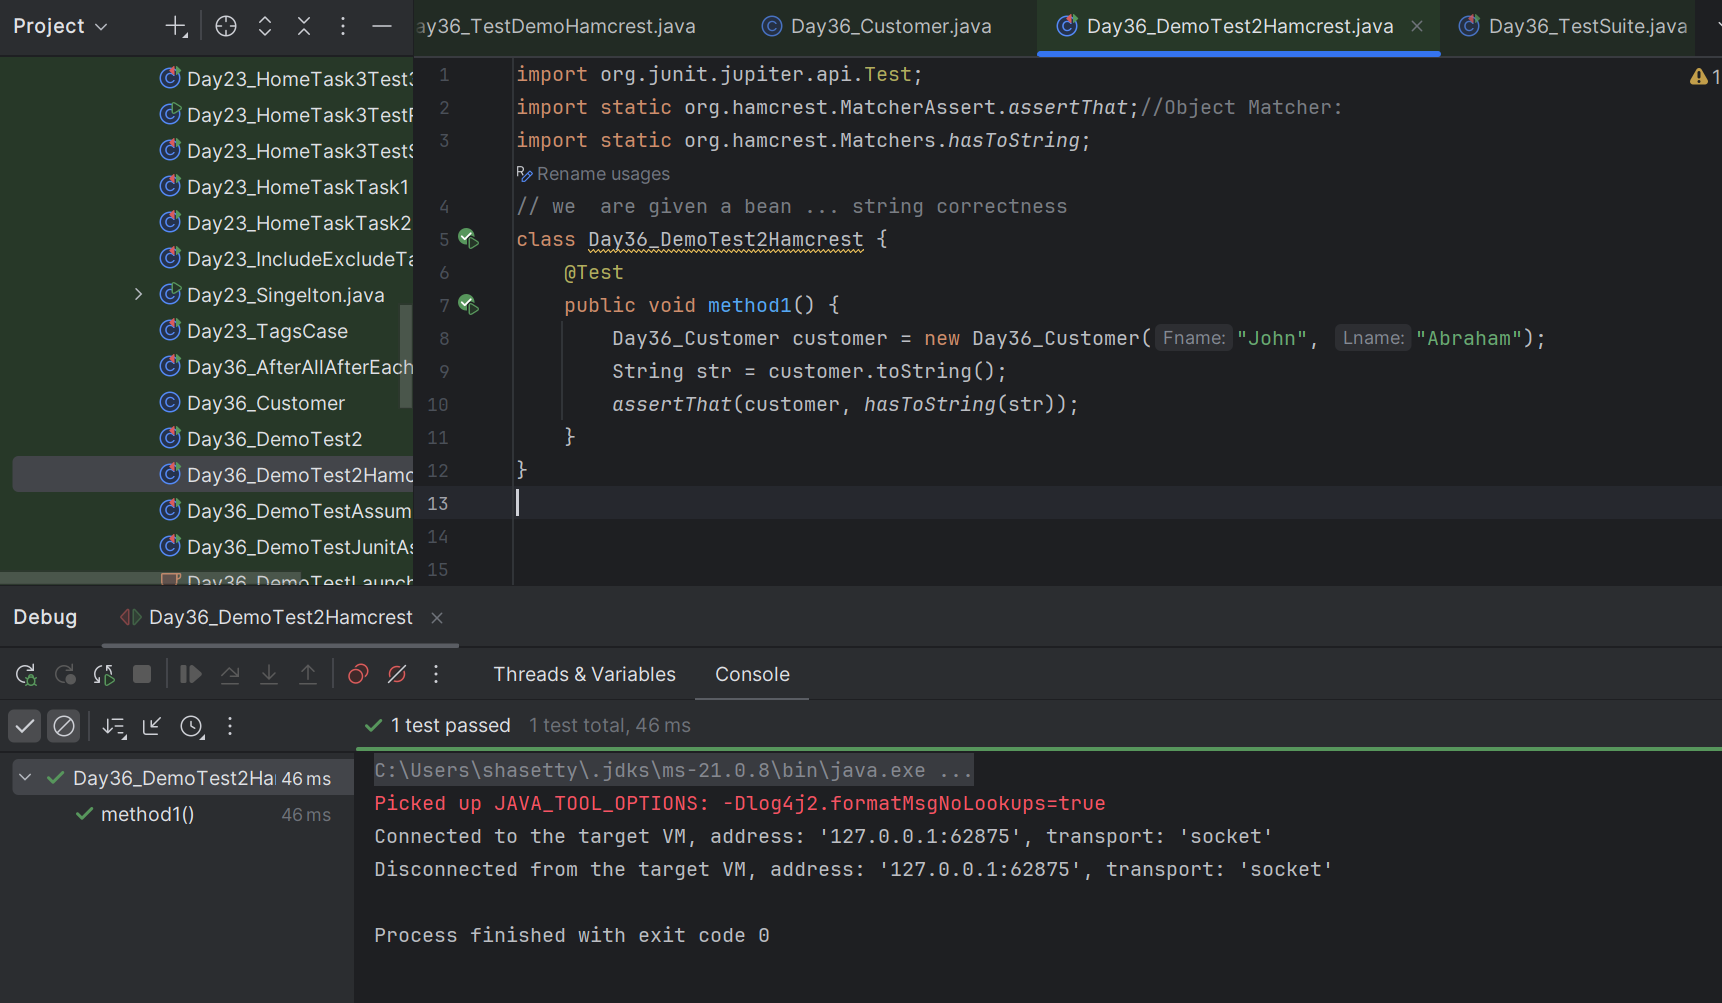 Project
Day23_HomeTask3Test3
Day23_HomeTask3TestF
Day23_HomeTask3TestS
Day23_HomeTaskTask1
Day23_HomeTaskTask2
Day23_IncludeExcludeTa
Day23_Singelton.java
Day23_TagsCase
Day36_AfterAllAfterEach
Day36_Customer
Day36_DemoTest2
Day36_DemoTest2Hamc
Day36_DemoTestAssum
Day36_DemoTestJunitAs
Day36_DemoTestLaunch
ay36_TestDemoHamcrest.java
Day36_Customer.java
Day36_DemoTest2Hamcrest.java
Day36_TestSuite.java
1 import org.junit.jupiter.api.Test;
1
2 import static org.hamcrest.MatcherAssert.assertThat;//Object Matcher:
3 import static org.hamcrest.Matchers.hasToString;
Rename usages
4 // we  are given a bean ... string correctness
5 class Day36_DemoTest2Hamcrest {
6 @Test
7 public void method1() {
8 Day36_Customer customer = new Day36_Customer( Fname: "John", Lname: "Abraham");
9 String str = customer.toString();
10 assertThat(customer, hasToString(str));
11 }
12 }
13
14
15
Debug
Day36_DemoTest2Hamcrest
Threads & Variables
Console
1 test passed 1 test total, 46 ms
Day36_DemoTest2Ha 46 ms
method1() 46 ms
C:\Users\shasetty\.jdks\ms-21.0.8\bin\java.exe ...
Picked up JAVA_TOOL_OPTIONS: -Dlog4j2.formatMsgNoLookups=true
Connected to the target VM, address: '127.0.0.1:62875', transport: 'socket'
Disconnected from the target VM, address: '127.0.0.1:62875', transport: 'socket'
Process finished with exit code 0